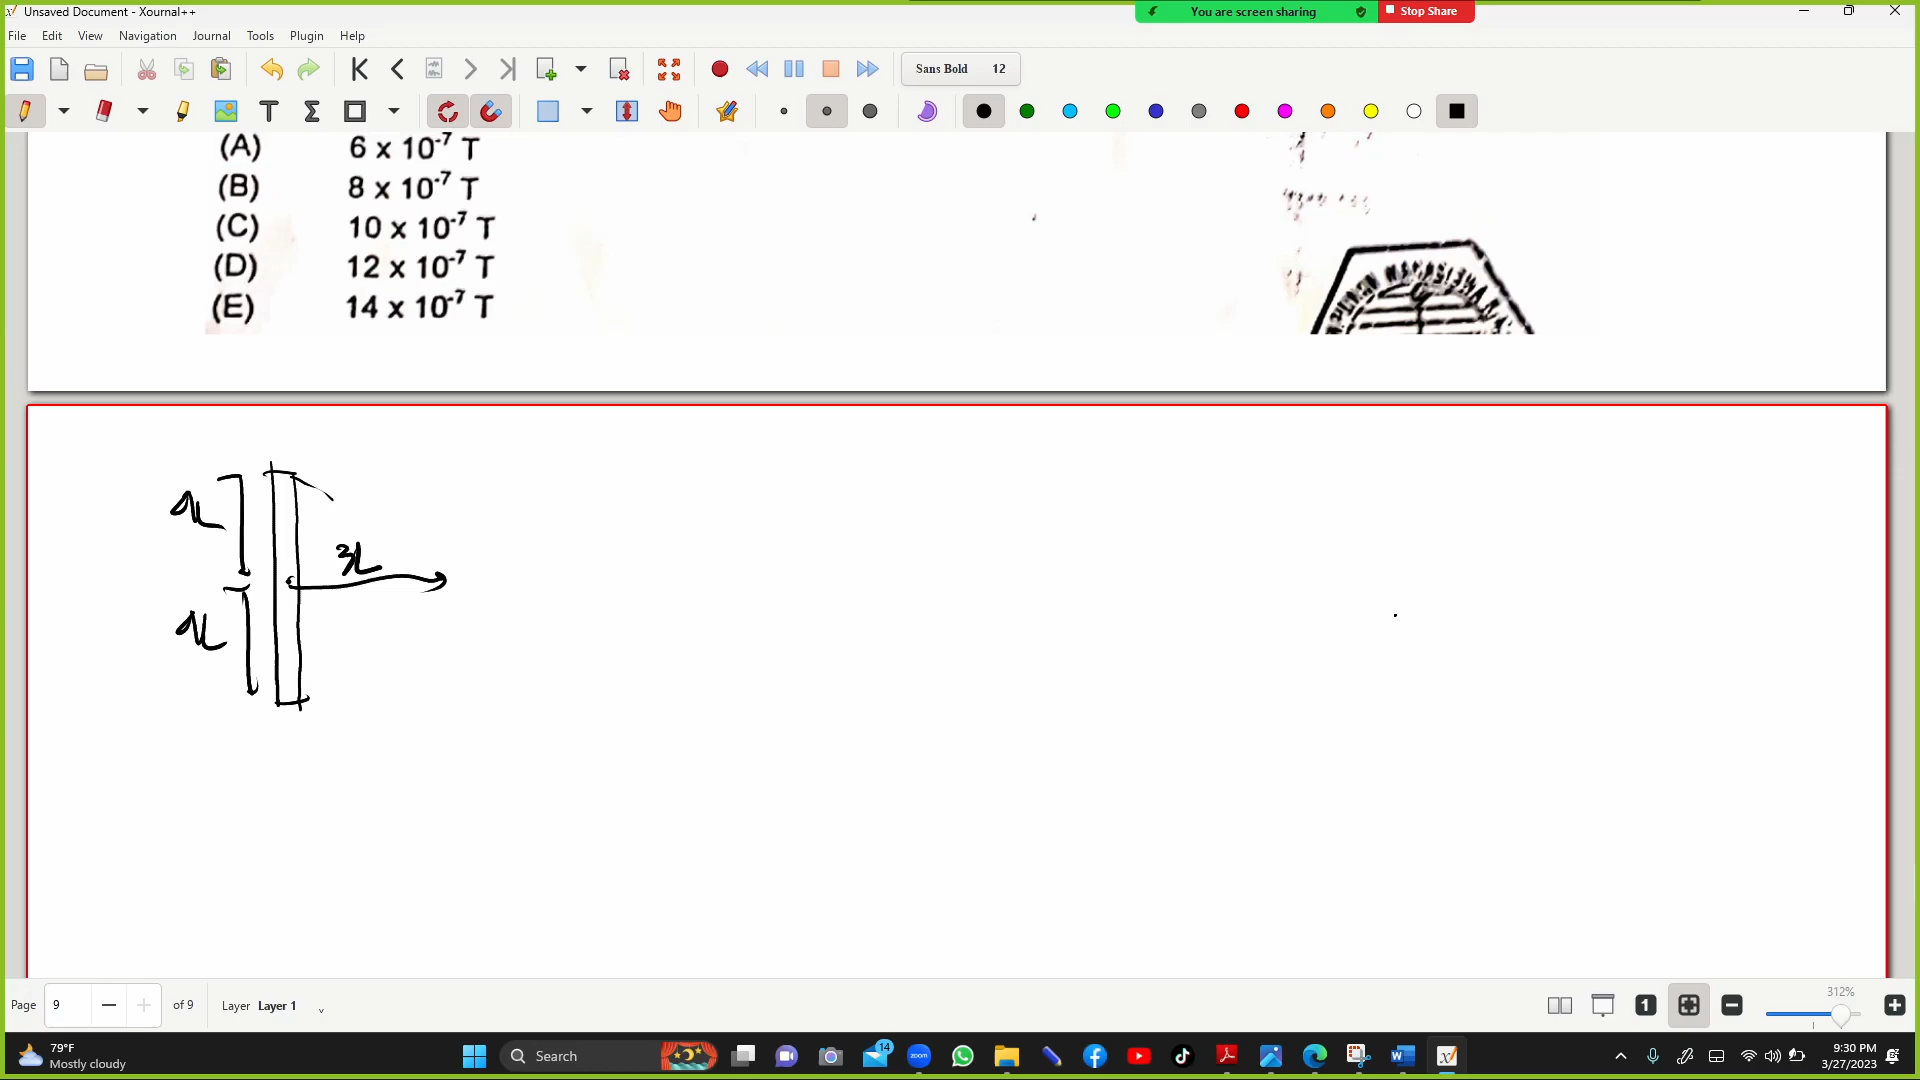 Unsaved Document - Xournal++
You are screen sharing
Stop Share
File Edit View Navigation Journal Tools Plugin Help
Sans Bold 12
(A) 6 x 10⁻⁷ T
(B) 8 x 10⁻⁷ T
(C) 10 x 10⁻⁷ T
(D) 12 x 10⁻⁷ T
(E) 14 x 10⁻⁷ T
x
x
x
Page 9 of 9 Layer Layer 1
312%
79°F
Mostly cloudy
Search
14
zoom
9:30 PM
3/27/2023